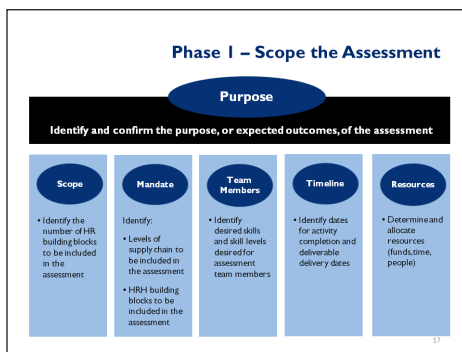 Phase 1 – Scope the Assessment
Purpose
Identify and confirm the purpose, or expected outcomes, of the assessment
Scope
• Identify the
number of HR
building blocks
to be included
in the
assessment
Mandate
Identify:
• Levels of
supply chain to
be included in
the assessment
• HRH building
blocks to be
included in the
assessment
Team
Members
• Identify
desired skills
and skill levels
desired for
assessment
team members
Timeline
• Identify dates
for activity
completion and
deliverable
delivery dates
Resources
• Determine and
allocate
resources
(funds, time,
people)
17